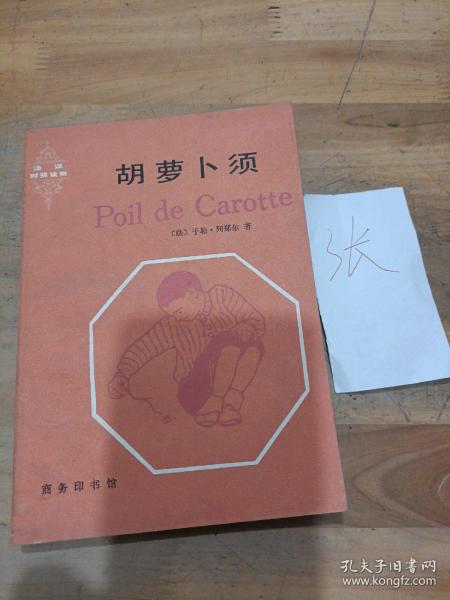 法汉
对照读物
胡萝卜须
Poil de Carotte
〔法〕于勒·列那尔 著
张
商务印书馆
孔夫子旧书网
www.kongfz.com